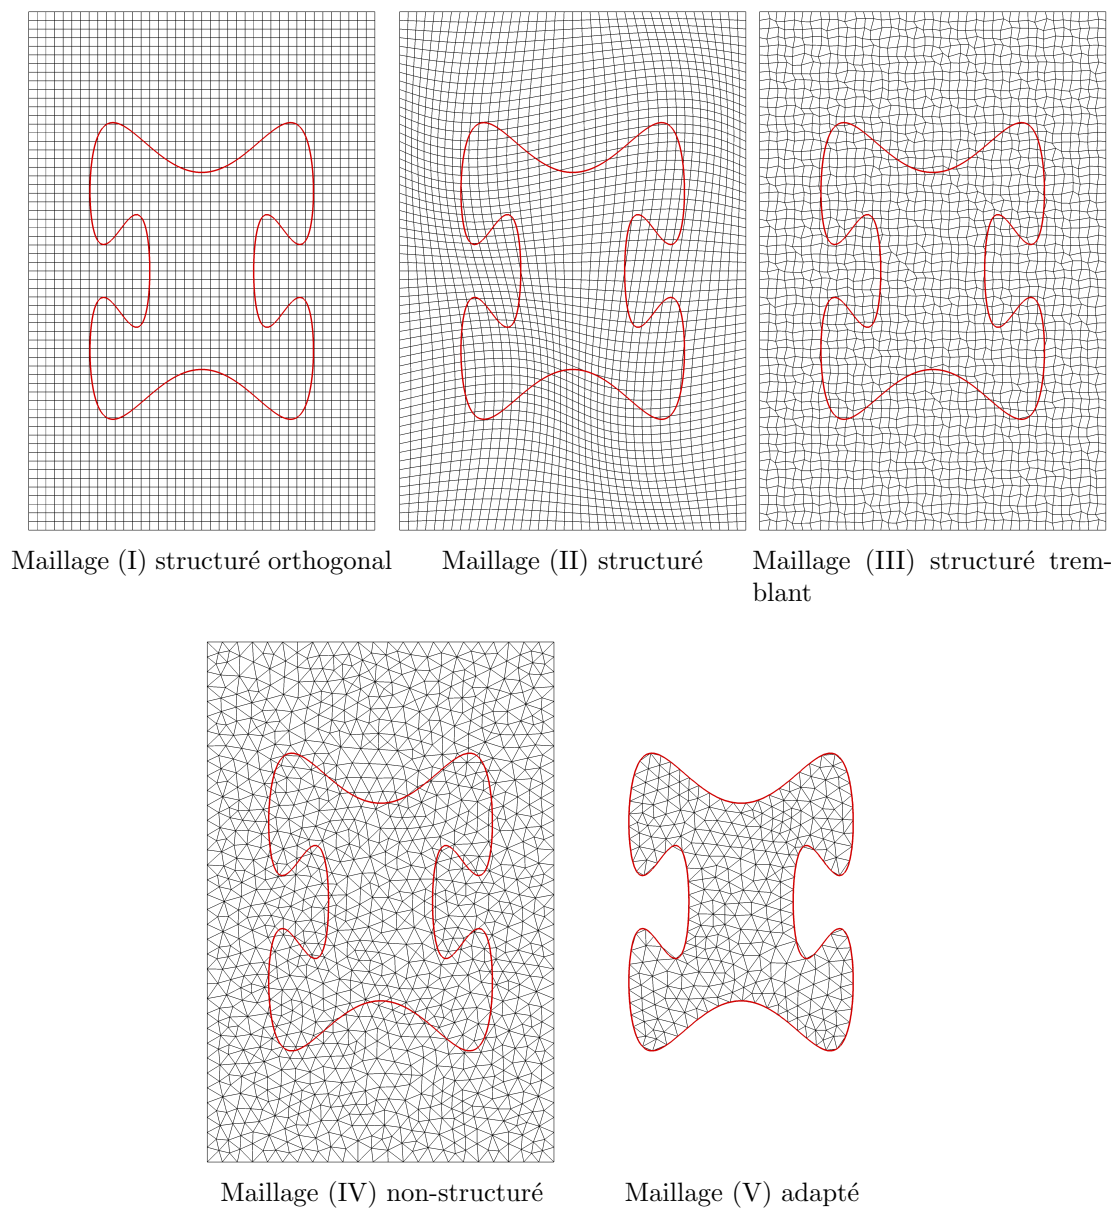 Maillage (I) structuré orthogonal
Maillage (II) structuré
Maillage (III) structuré trem-
blant
Maillage (IV) non-structuré
Maillage (V) adapté